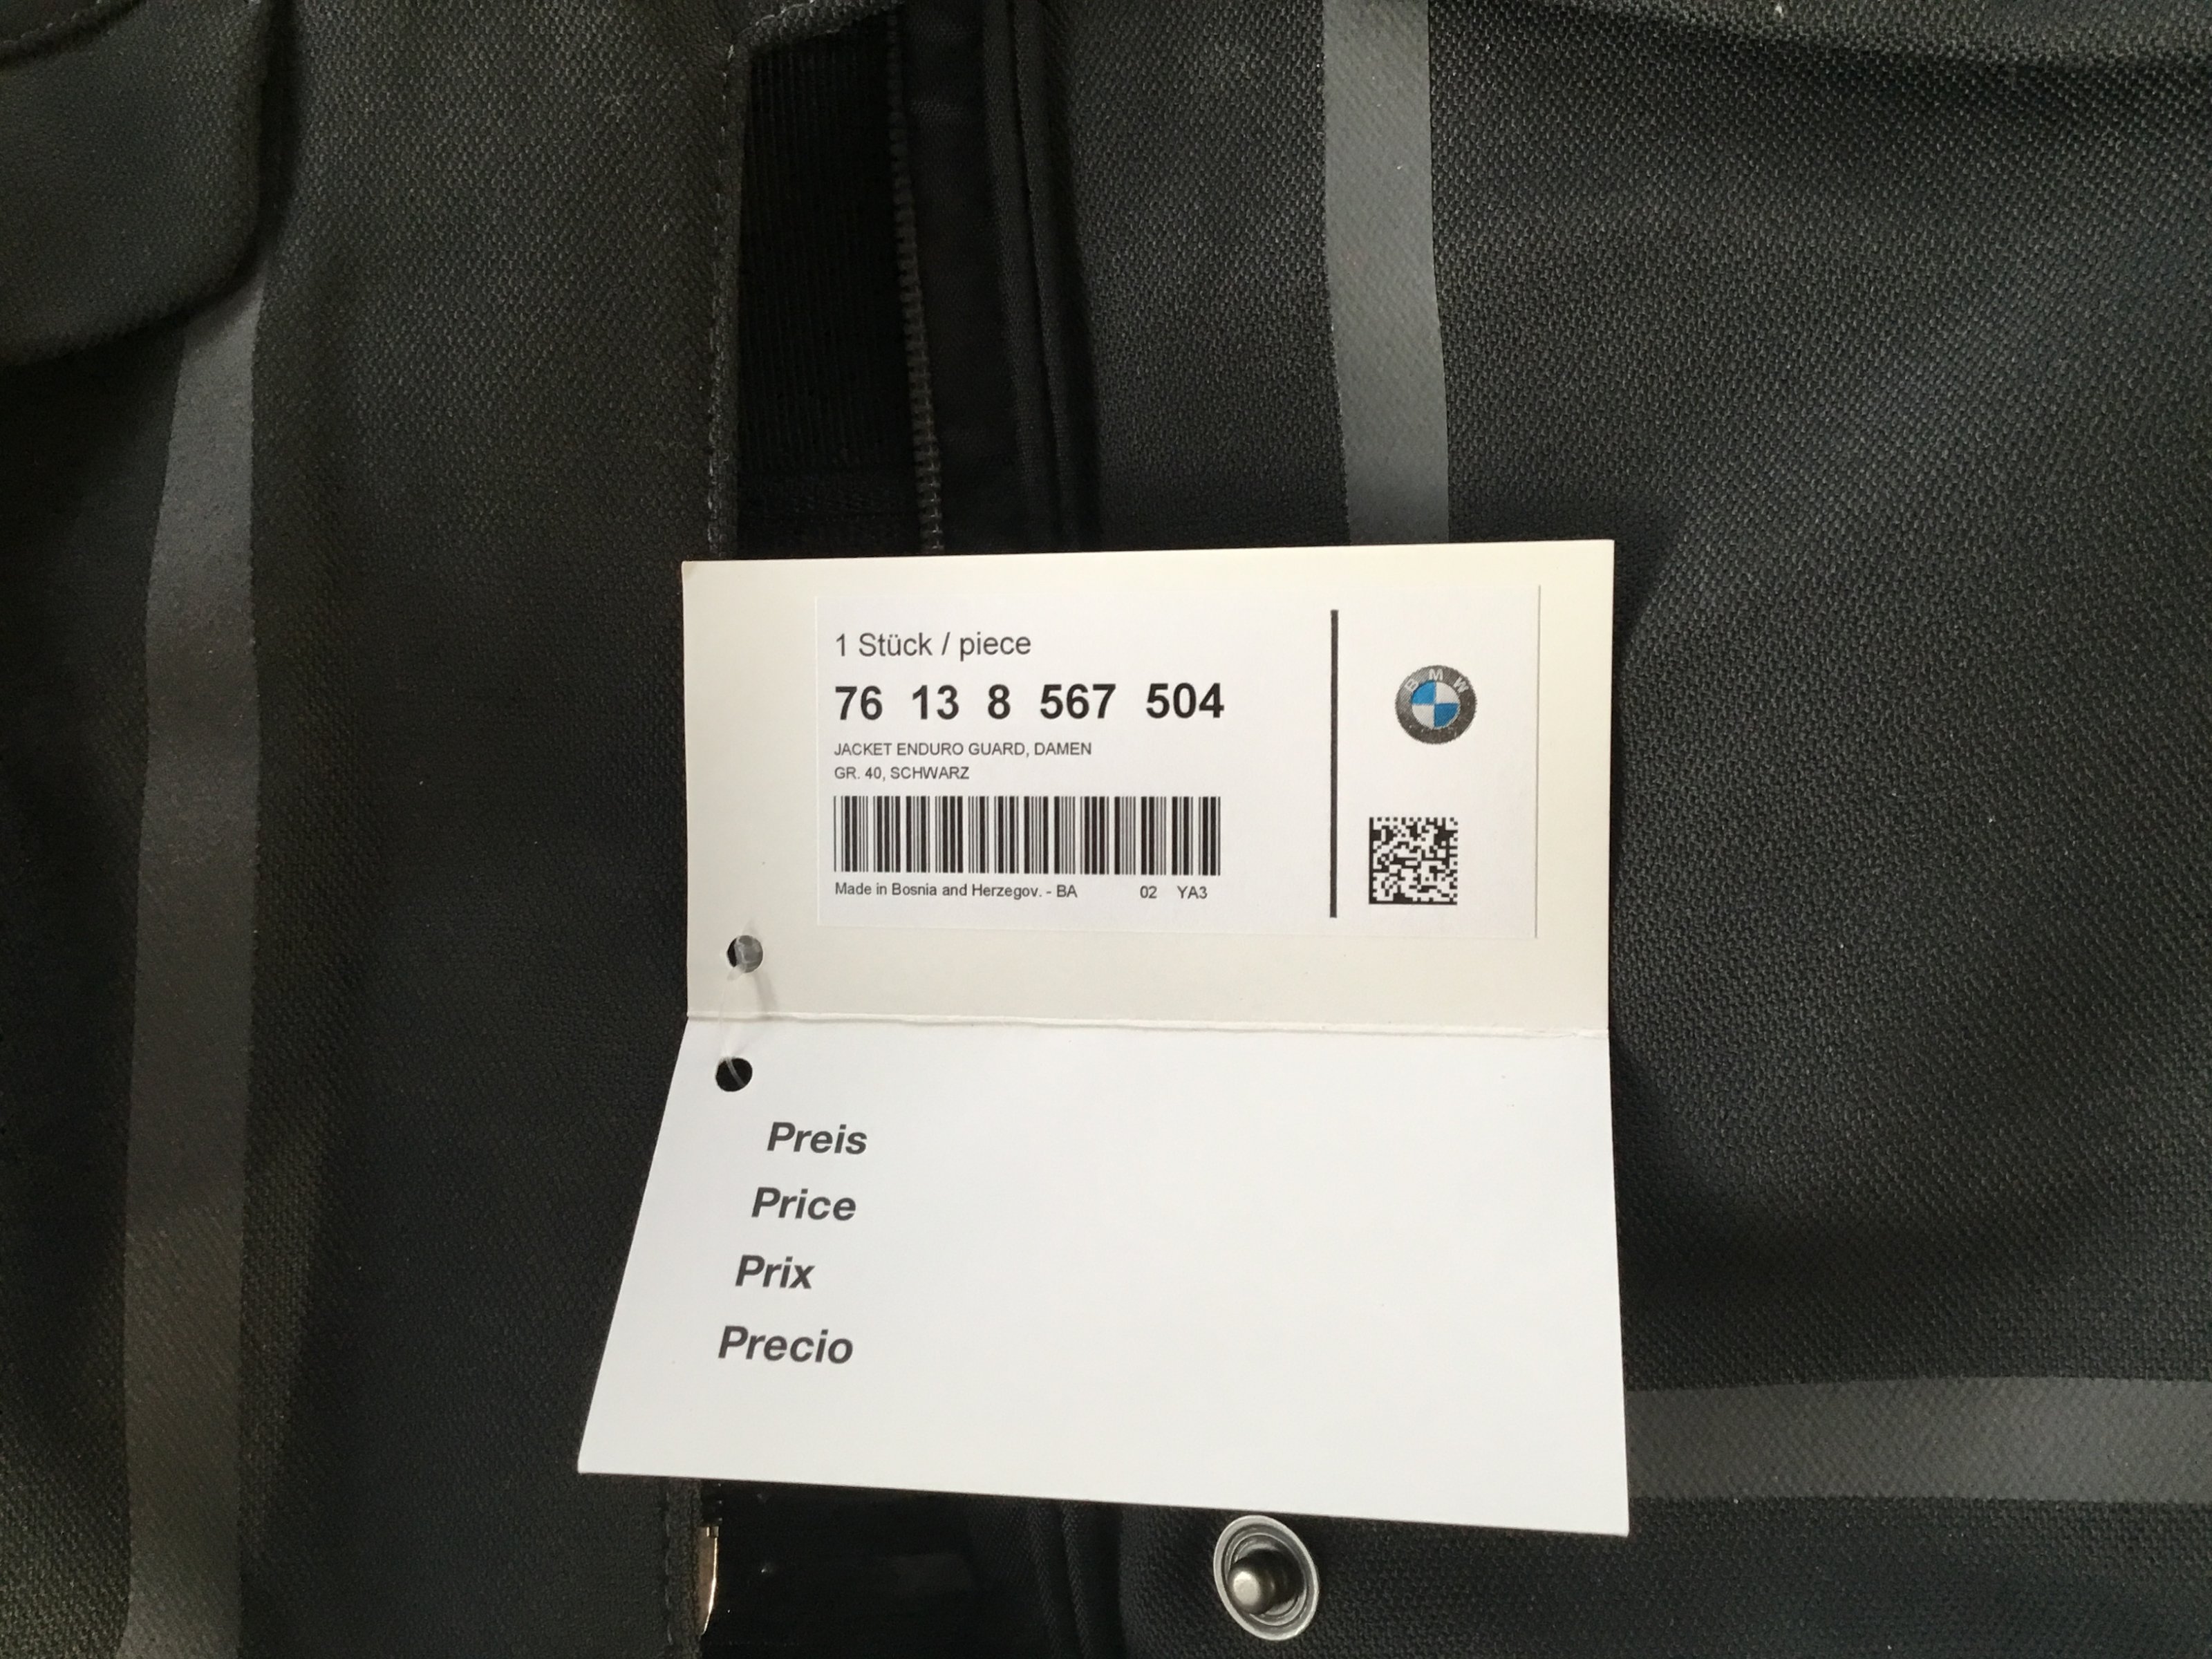 1 Stück / piece
76 13 8 567 504
JACKET ENDURO GUARD, DAMEN
GR. 40, SCHWARZ
Made in Bosnia and Herzegov. - BA 02 YA3
BMW
Preis
Price
Prix
Precio